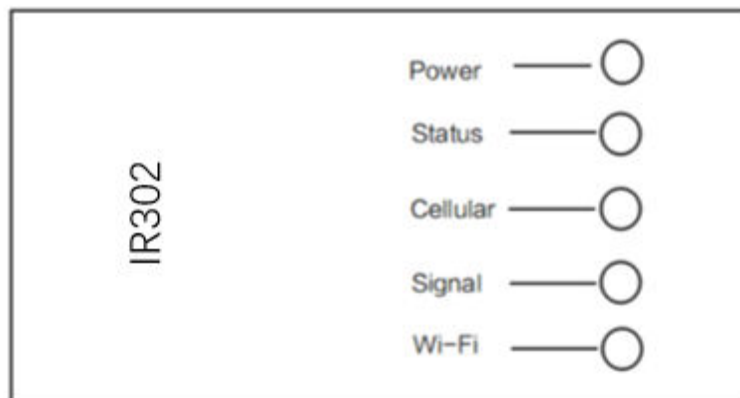 IR302
Power
Status
Cellular
Signal
Wi-Fi